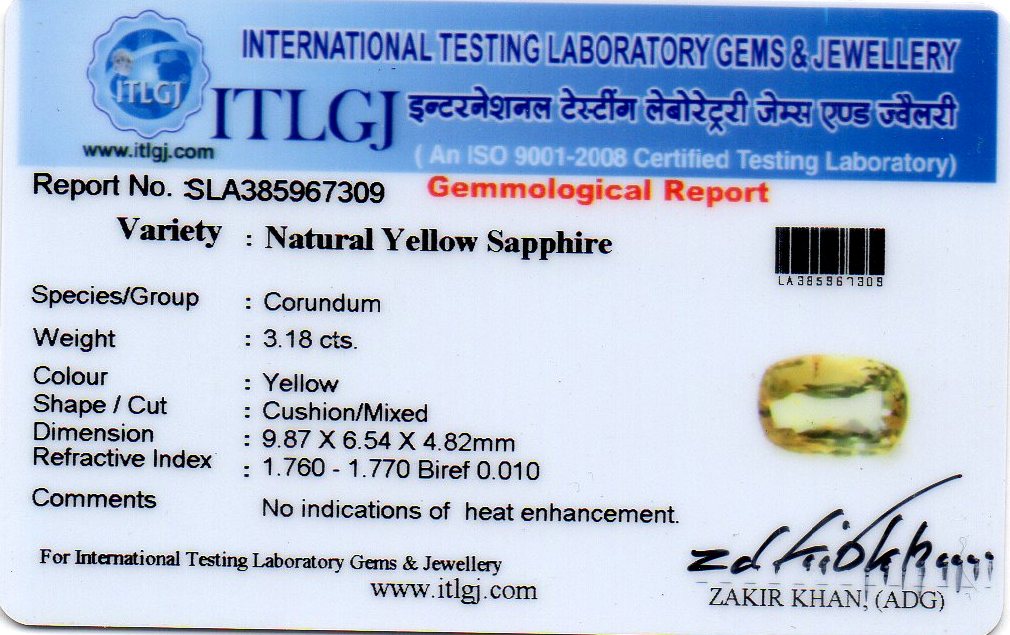 INTERNATIONAL TESTING LABORATORY GEMS & JEWELLERY
ITLGJ
ITLGJ
इन्टरनेशनल टेस्टींग लेबोरेट्ररी जेम्स एण्ड ज्वैलरी
www.itlgj.com
( An ISO 9001-2008 Certified Testing Laboratory)
Report No. :SLA385967309
Gemmological Report
Variety : Natural Yellow Sapphire
LA385967309
Species/Group : Corundum
Weight : 3.18 cts.
Colour : Yellow
Shape / Cut : Cushion/Mixed
Dimension : 9.87 X 6.54 X 4.82mm
Refractive Index : 1.760 - 1.770 Biref 0.010
Comments No indications of heat enhancement.
For International Testing Laboratory Gems & Jewellery
www.itlgj.com
ZAKIR KHAN, (ADG)